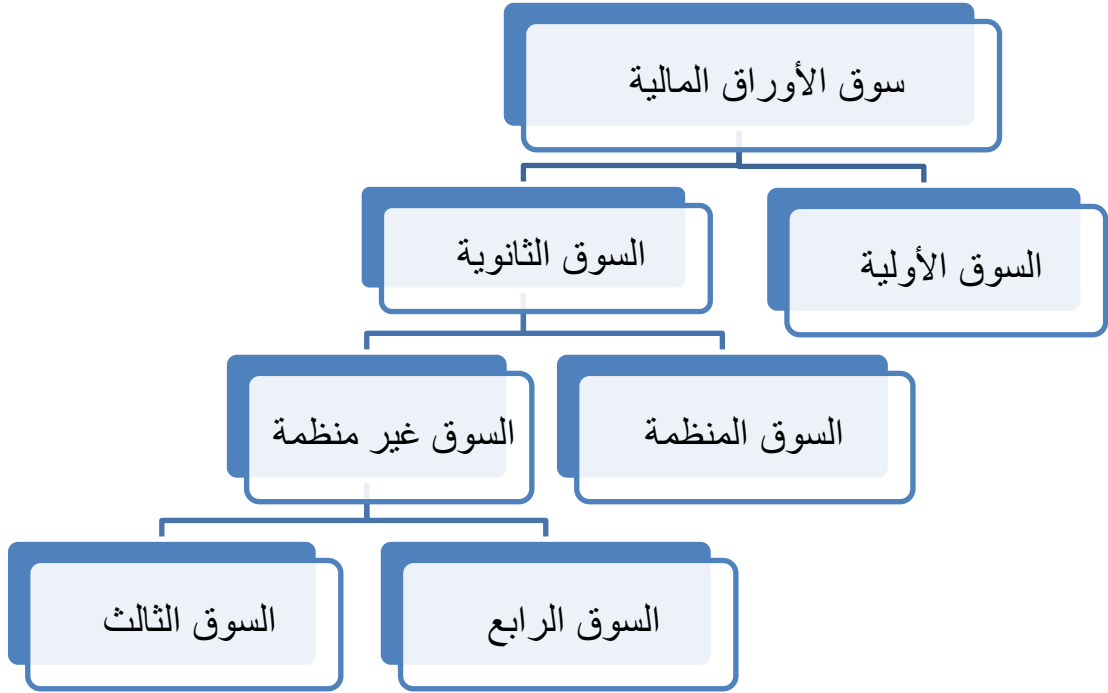 سوق الأوراق المالية
السوق الأولية
السوق الثانوية
السوق المنظمة
السوق غير منظمة
السوق الرابع
السوق الثالث